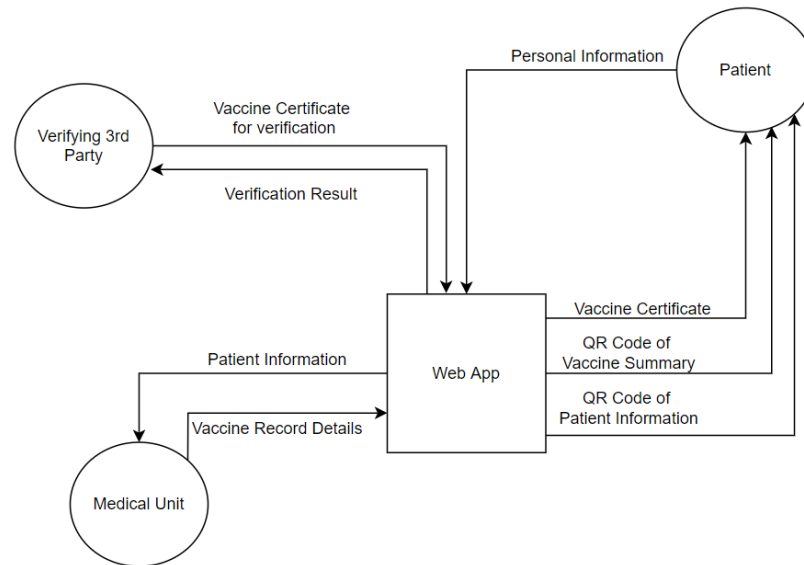 Personal Information
Patient
Vaccine Certificate
for verification
Verifying 3rd
Party
Verification Result
Vaccine Certificate
QR Code of
Vaccine Summary
Patient Information
Web App
QR Code of
Patient Information
Vaccine Record Details
Medical Unit